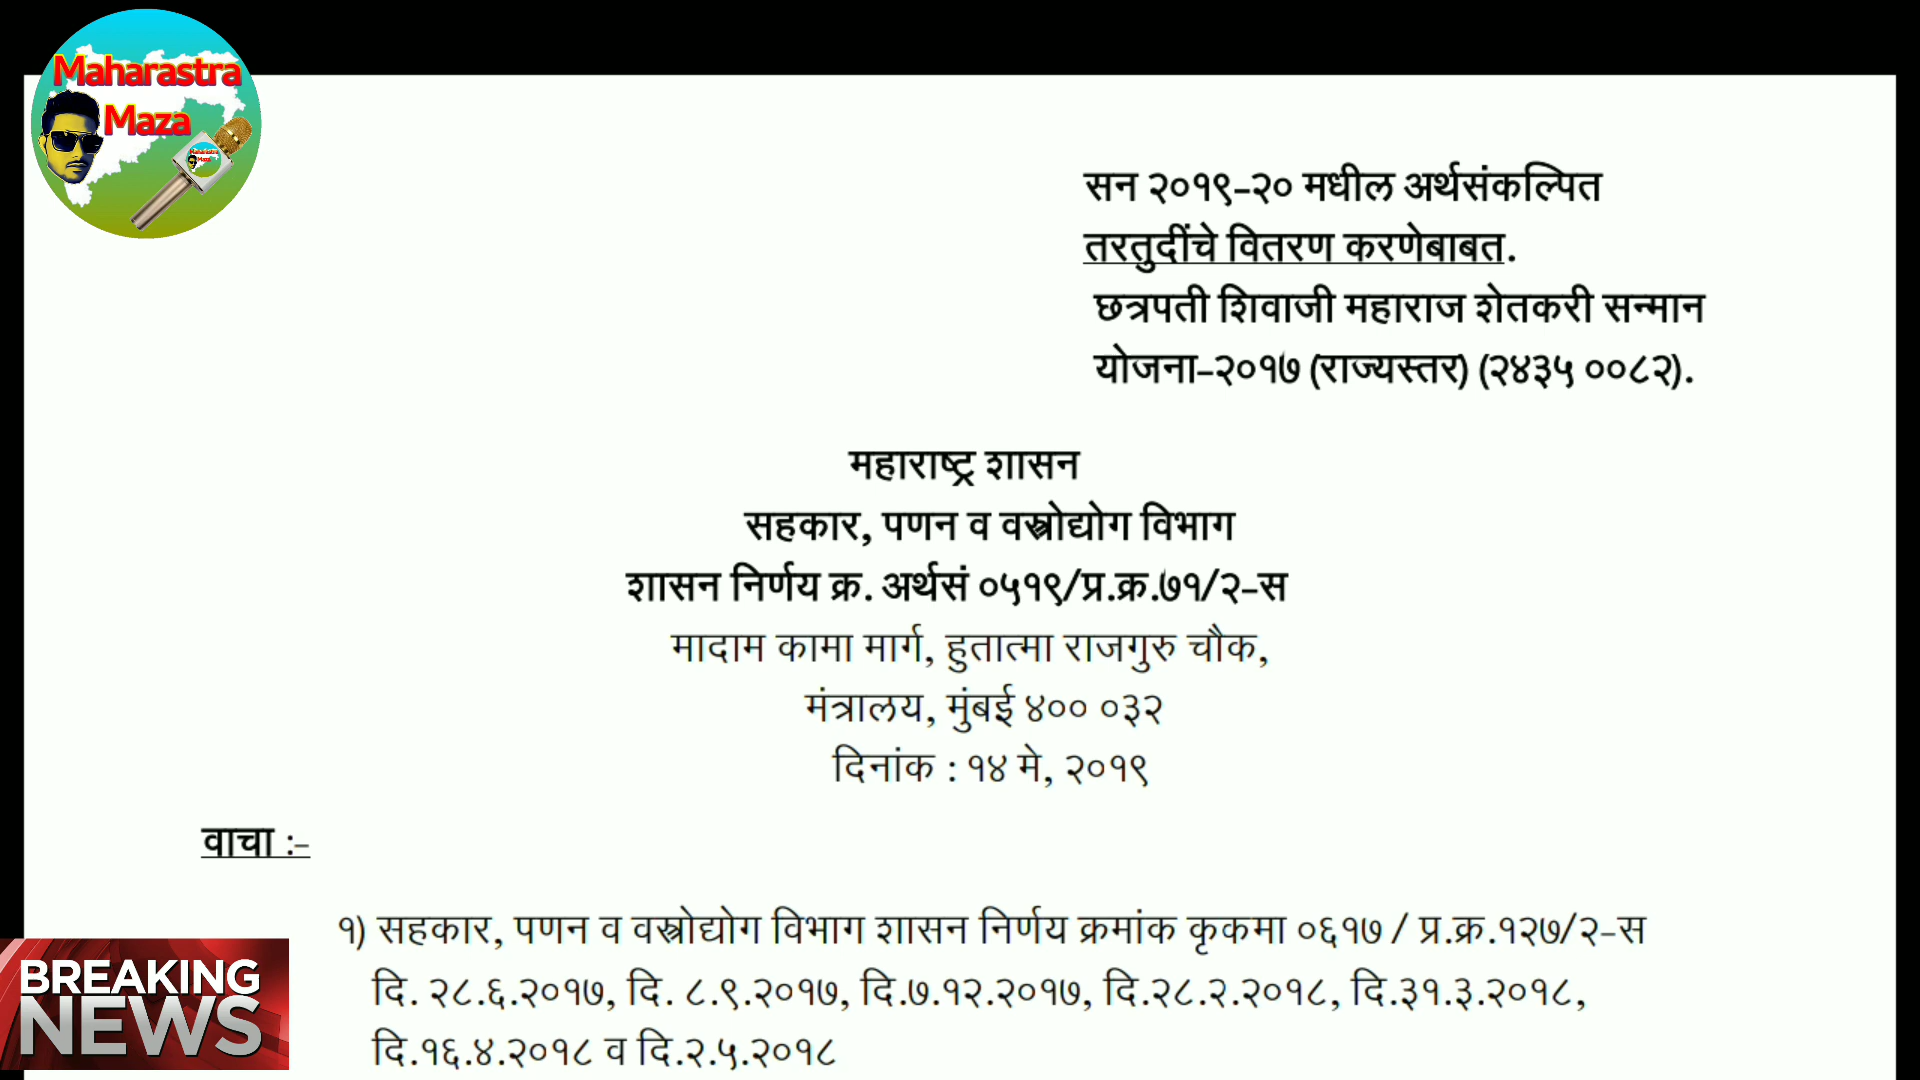 Maharastra
Maza
Maharastra
Maza
सन २०१९-२० मधील अर्थसंकल्पित
तरतुदींचे वितरण करणेबाबत.
छत्रपती शिवाजी महाराज शेतकरी सन्मान
योजना-२०१७ (राज्यस्तर) (२४३५ ००८२).
महाराष्ट्र शासन
सहकार, पणन व वस्त्रोद्योग विभाग
शासन निर्णय क्र. अर्थसं ०५१९/प्र.क्र.७१/२-स
मादाम कामा मार्ग, हुतात्मा राजगुरु चौक,
मंत्रालय, मुंबई ४०० ०३२
दिनांक : १४ मे, २०१९
वाचा :-
१) सहकार, पणन व वस्त्रोद्योग विभाग शासन निर्णय क्रमांक कृकमा ०६१७ / प्र.क्र.१२७/२-स
दि. २८.६.२०१७, दि. ८.९.२०१७, दि.७.१२.२०१७, दि.२८.२.२०१८, दि.३१.३.२०१८,
दि.१६.४.२०१८ व दि.२.५.२०१८
BREAKING
NEWS